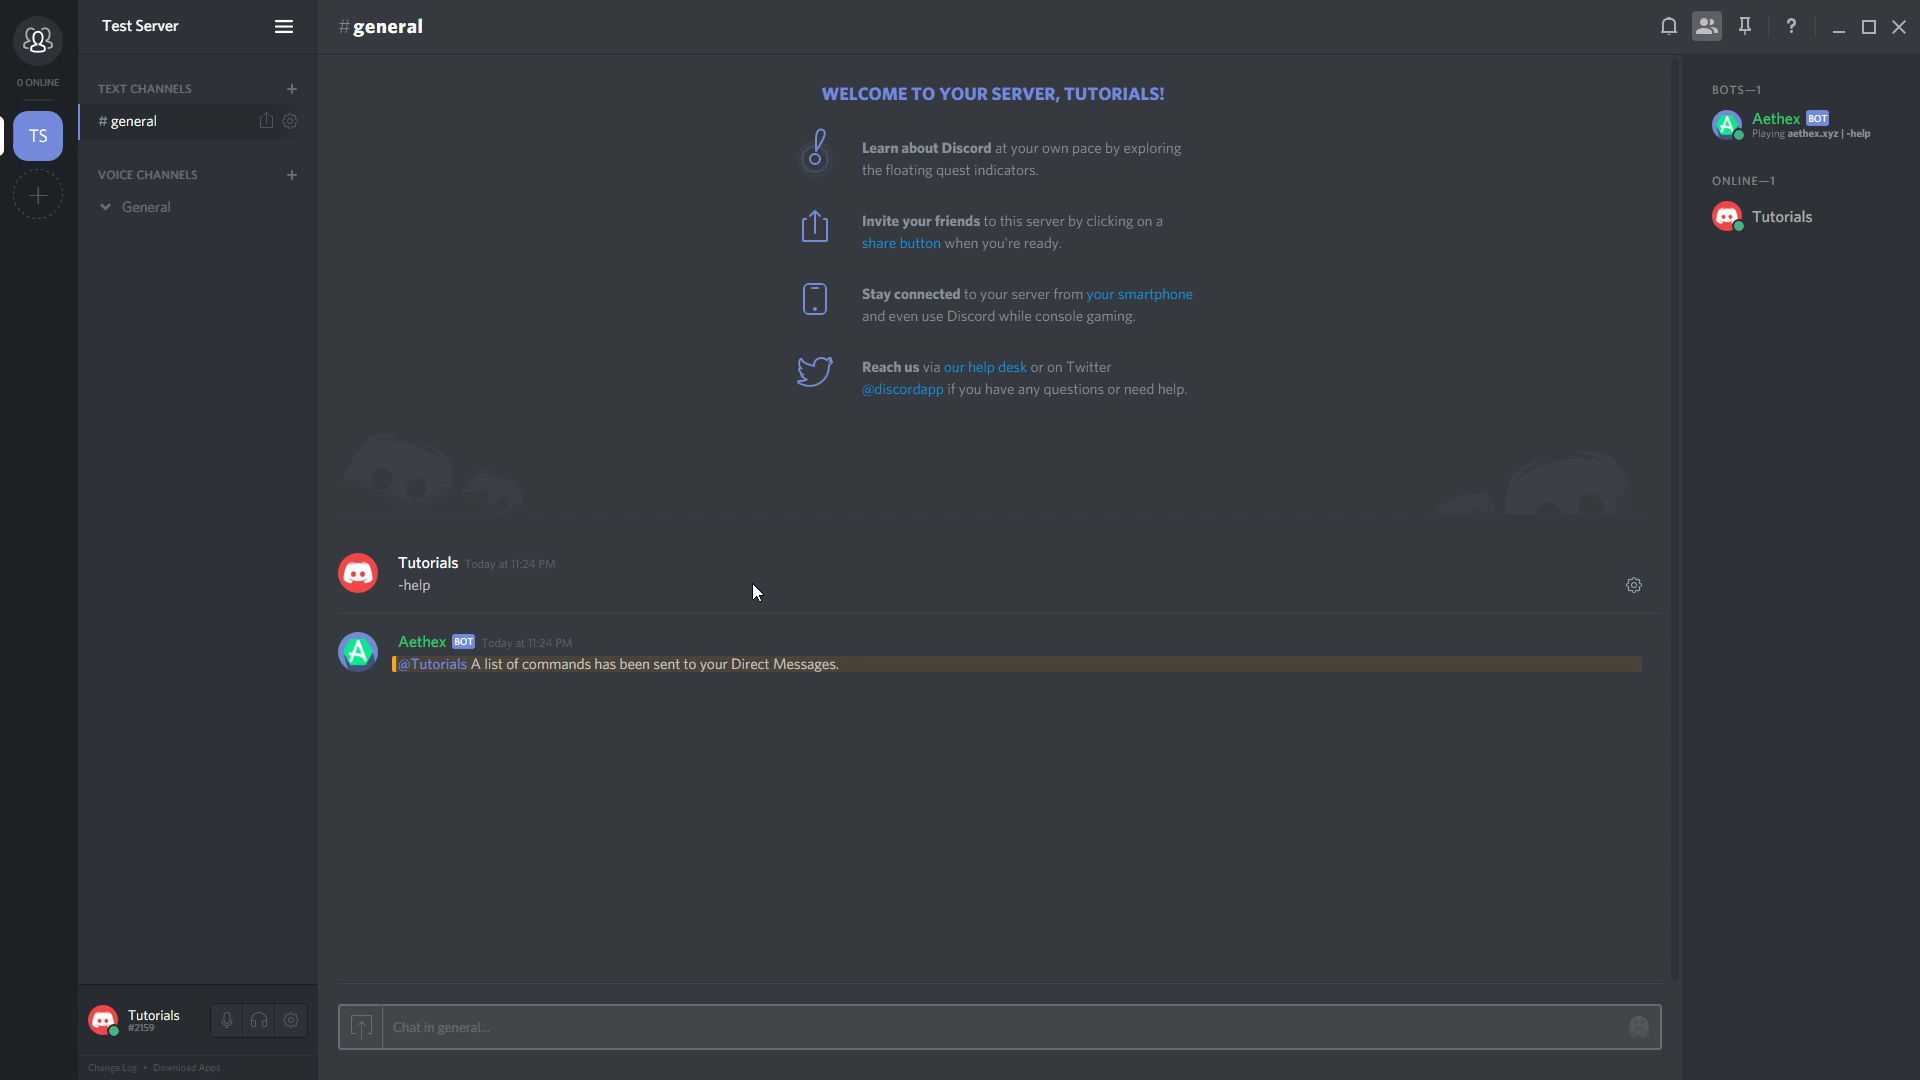 Test Server
#general
0 ONLINE
TEXT CHANNELS
# general
TS
VOICE CHANNELS
General
WELCOME TO YOUR SERVER, TUTORIALS!
Learn about Discord at your own pace by exploring
the floating quest indicators.
Invite your friends to this server by clicking on a
share button when you're ready.
Stay connected to your server from your smartphone
and even use Discord while console gaming.
Reach us via our help desk or on Twitter
@discordapp if you have any questions or need help.
Tutorials Today at 11:24 PM
-help
Aethex BOT Today at 11:24 PM
@Tutorials A list of commands has been sent to your Direct Messages.
Chat in general...
BOTS—1
Aethex BOT
Playing aethex.xyz | -help
ONLINE—1
Tutorials
Tutorials
#2159
Change Log • Download Apps